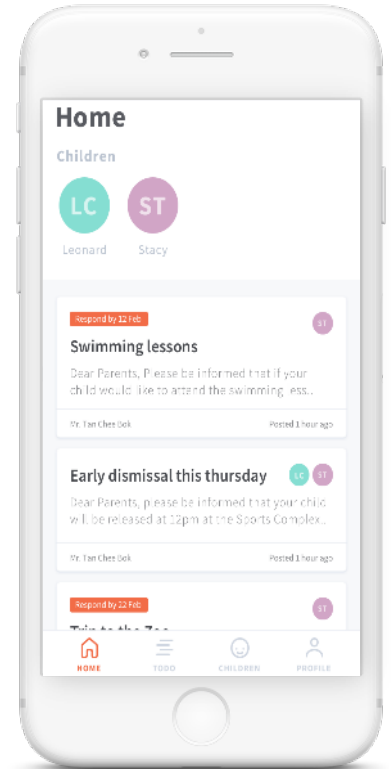 Home
Children
LC ST
Leonard Stacy
Respond by 12 Feb ST
Swimming lessons
Dear Parents, Please be informed that if your
child would like to attend the swimming less..
Mr. Tan Chee Bok Posted 1 hour ago
Early dismissal this thursday LC ST
Dear Parents, please be informed that your child
will be released at 12pm at the Sports Complex..
Mr. Tan Chee Bok Posted 1 hour ago
Respond by 22 Feb ST
Trip to the Zoo
HOME TODO CHILDREN PROFILE